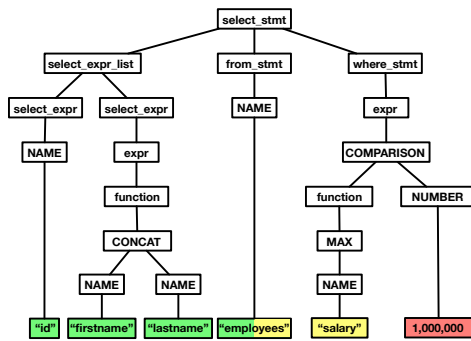 select_stmt
select_expr_list from_stmt where_stmt
select_expr select_expr NAME expr
NAME expr COMPARISON
function function NUMBER
CONCAT MAX
NAME NAME NAME
“id” “firstname” “lastname” “employees” “salary” 1,000,000